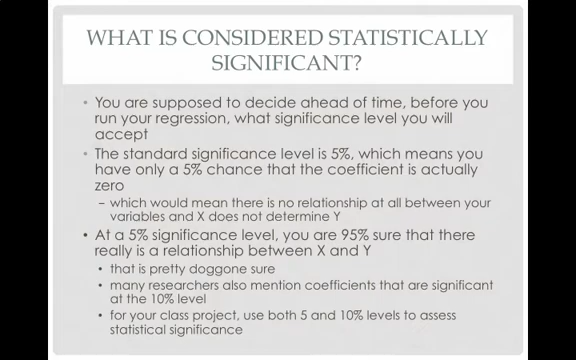 WHAT IS CONSIDERED STATISTICALLY
SIGNIFICANT?
• You are supposed to decide ahead of time, before you
run your regression, what significance level you will
accept
• The standard significance level is 5%, which means you
have only a 5% chance that the coefficient is actually
zero
– which would mean there is no relationship at all between your
variables and X does not determine Y
• At a 5% significance level, you are 95% sure that there
really is a relationship between X and Y
• that is pretty doggone sure
• many researchers also mention coefficients that are significant
at the 10% level
• for your class project, use both 5 and 10% levels to assess
statistical significance